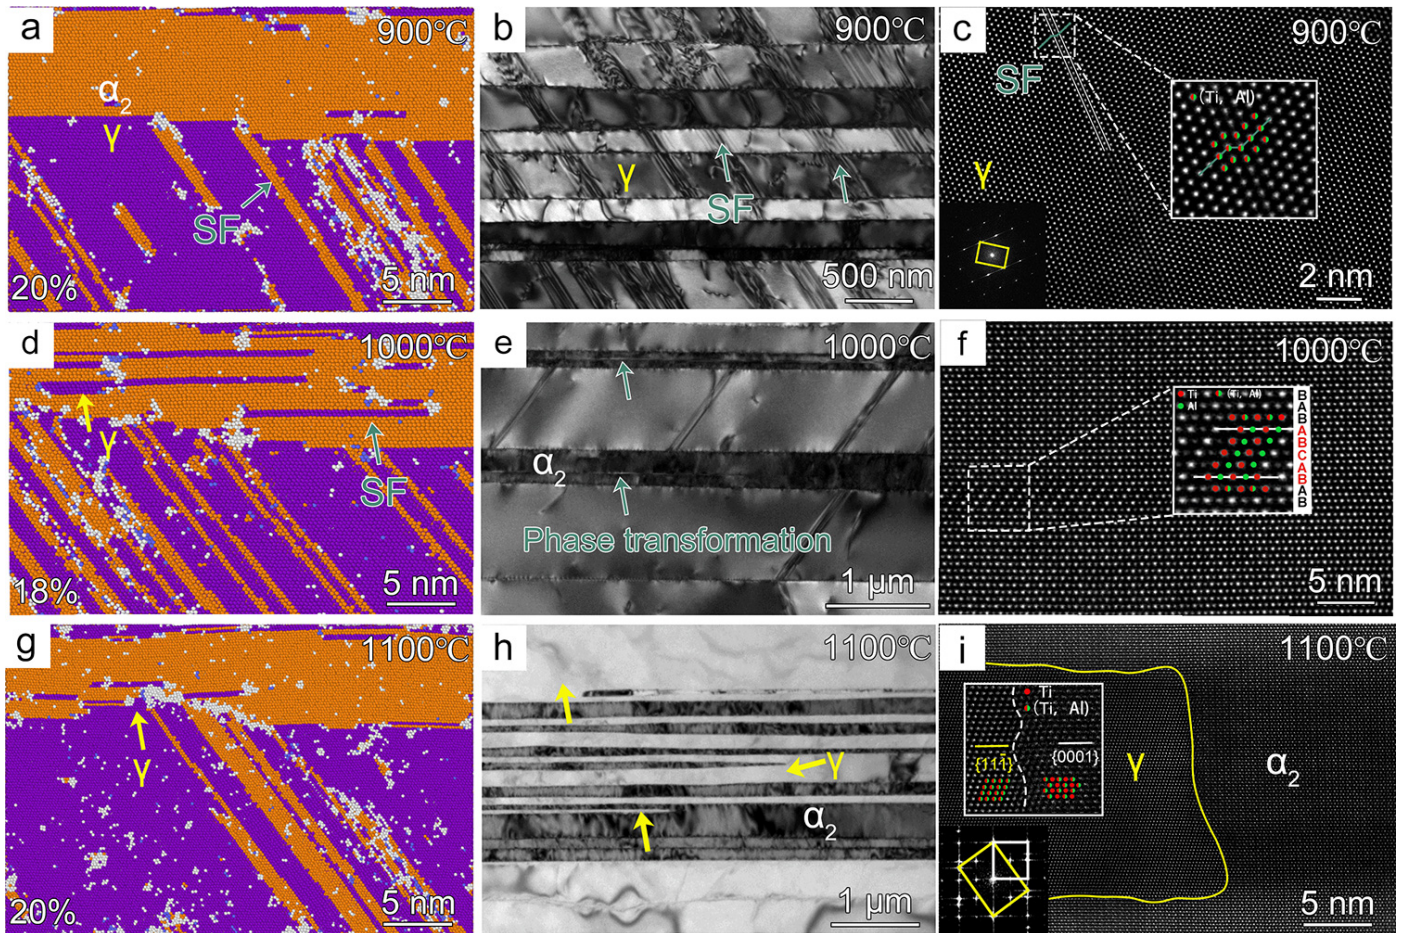 a
900℃
α2
γ
SF
20%
5 nm
b
900℃
γ
SF
500 nm
c
900℃
SF
(Ti, Al)
γ
2 nm
d
1000℃
γ
SF
18%
5 nm
e
1000℃
α2
Phase transformation
1 μm
f
1000℃
Ti
(Ti, Al)
Al
B
A
B
A
B
C
A
B
A
B
5 nm
g
1100℃
γ
20%
5 nm
h
1100℃
γ
α2
1 μm
i
1100℃
Ti
(Ti, Al)
{111̄}
{0001}
γ
α2
5 nm